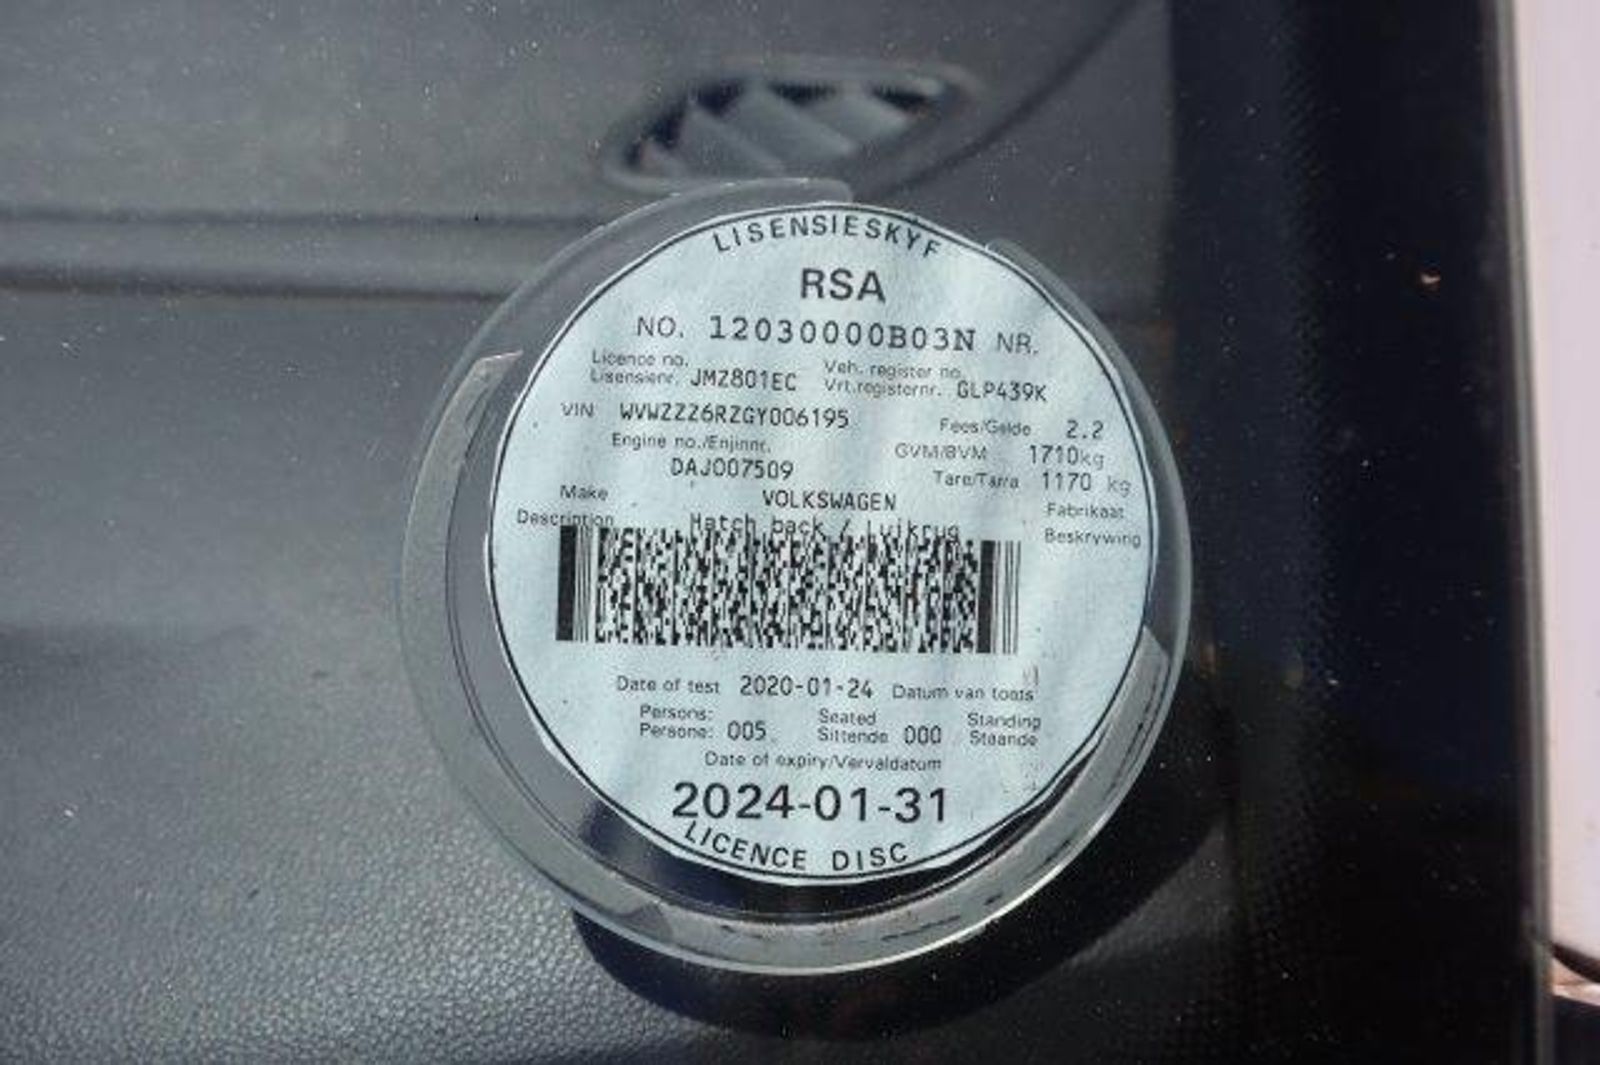 LISENSIESKYF
RSA
NO. 12030000B03N NR.
Licence no. Veh. register no.
Lisensienr. JMZ801EC Vrt.registernr. GLP439K
VIN WVWZZZ6RZGY006195 Fees/Gelde 2.2
Engine no./Enjinnr. GVM/BVM 1710kg
DAJ007509 Tare/Tarra 1170 kg
Make VOLKSWAGEN Fabrikaat
Description Hatch back / Luikrug Beskrywing
Date of test 2020-01-24 Datum van toets
Persons: Seated Standing
Persone: 005 Sittende 000 Staande
Date of expiry/Vervaldatum
2024-01-31
LICENCE DISC